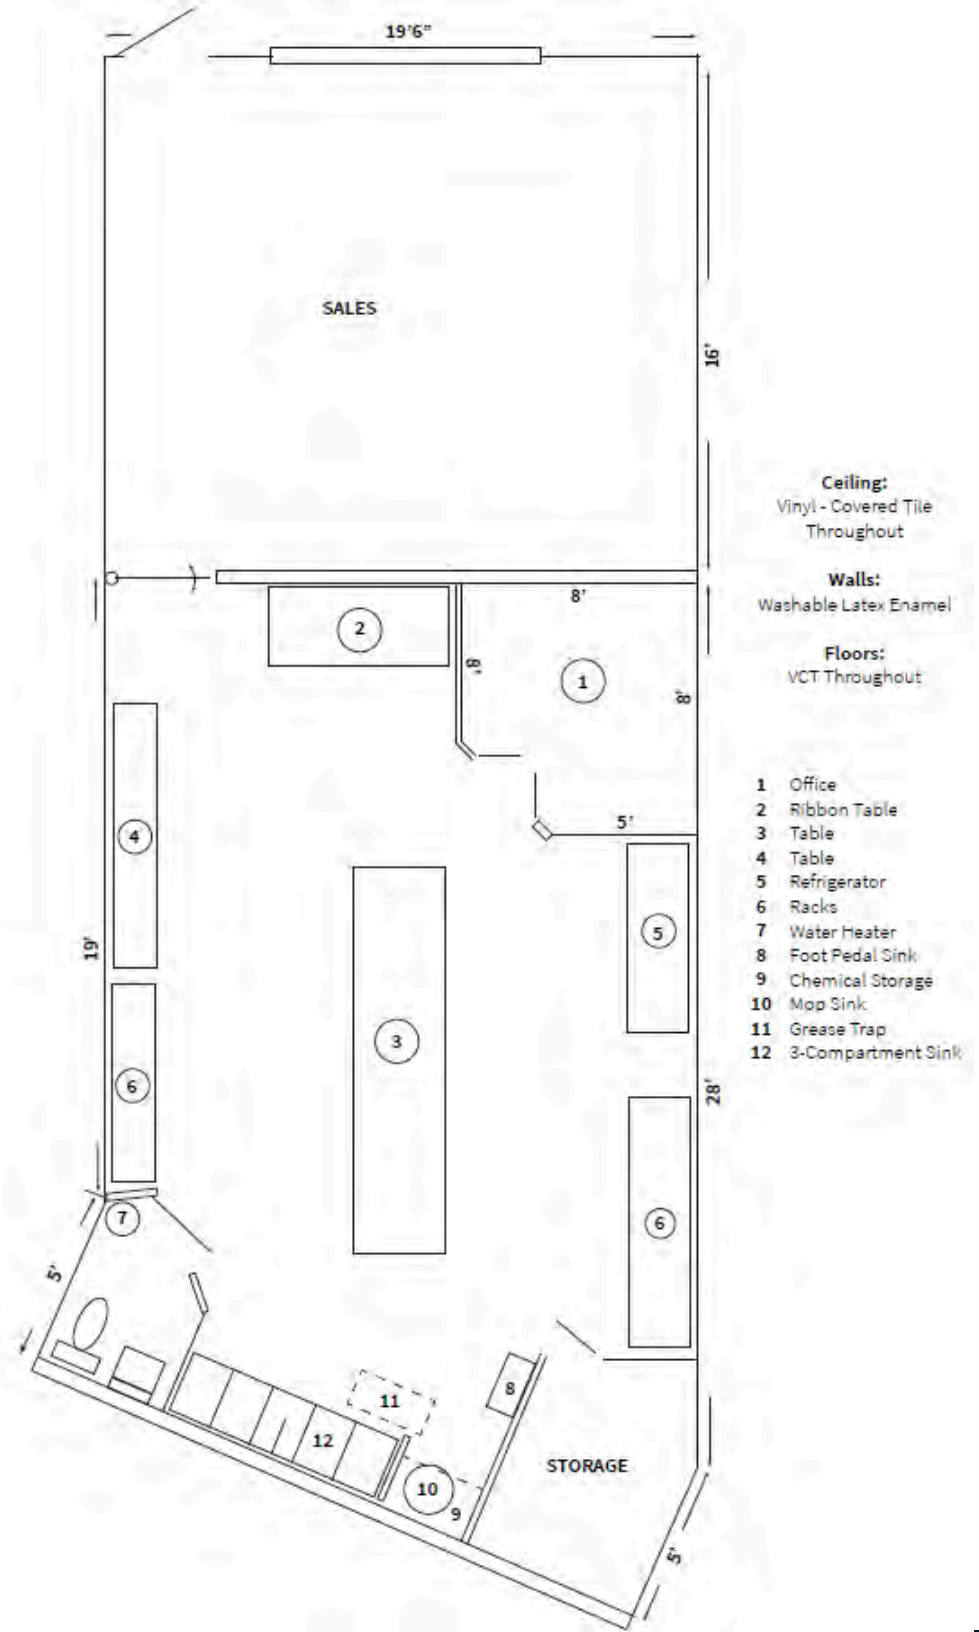 19'6"
SALES
16'
Ceiling:
Vinyl - Covered Tile
Throughout
Walls:
Washable Latex Enamel
Floors:
VCT Throughout
8'
2
8'
1
8'
5'
4
5
19'
3
6
28'
6
7
5'
8
11
12
STORAGE
10
9
5'
1 Office
2 Ribbon Table
3 Table
4 Table
5 Refrigerator
6 Racks
7 Water Heater
8 Foot Pedal Sink
9 Chemical Storage
10 Mop Sink
11 Grease Trap
12 3-Compartment Sink